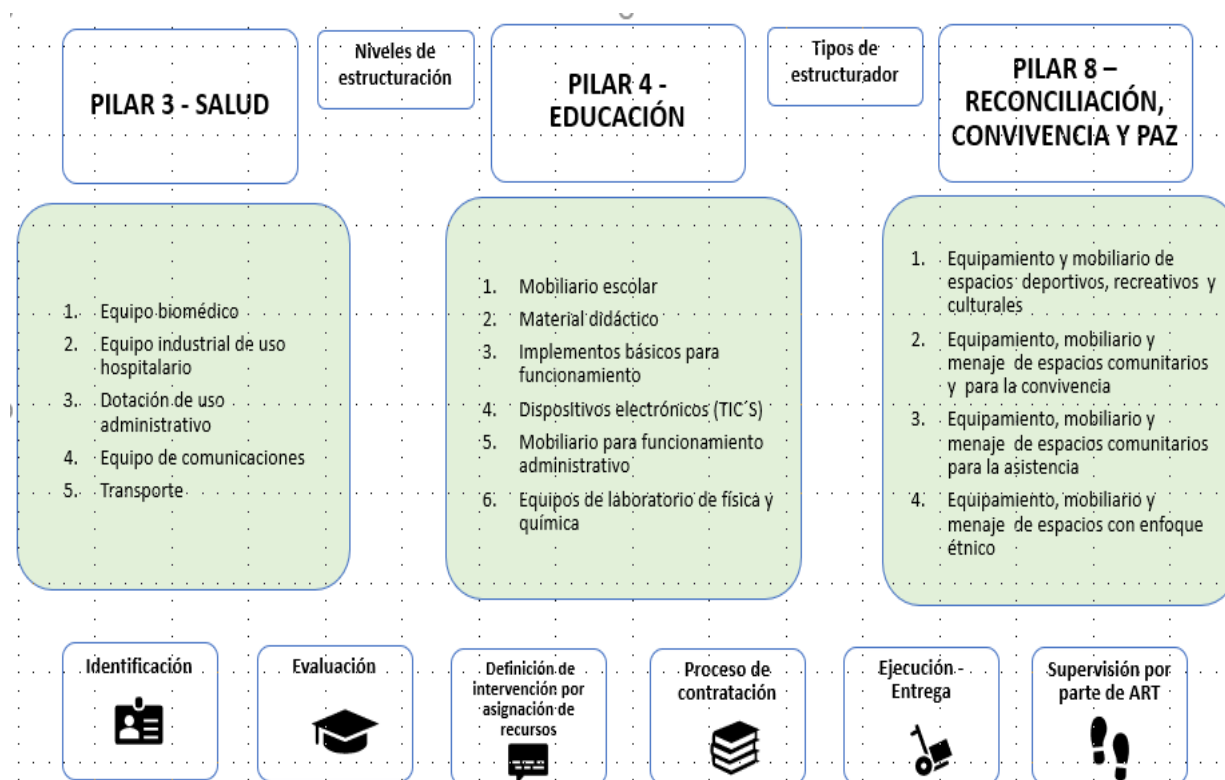 PILAR 3 - SALUD
Niveles de
estructuración
PILAR 4 -
EDUCACIÓN
Tipos de
estructurador
PILAR 8 –
RECONCILIACIÓN,
CONVIVENCIA Y PAZ
1. Equipo biomédico
2. Equipo industrial de uso
hospitalario
3. Dotación de uso
administrativo
4. Equipo de comunicaciones
5. Transporte
1. Mobiliario escolar
2. Material didáctico
3. Implementos básicos para
funcionamiento
4. Dispositivos electrónicos (TIC´S)
5. Mobiliario para funcionamiento
administrativo
6. Equipos de laboratorio de física y
química
1. Equipamiento y mobiliario de
espacios deportivos, recreativos y
culturales
2. Equipamiento, mobiliario y
menaje de espacios comunitarios
y para la convivencia
3. Equipamiento, mobiliario y
menaje de espacios comunitarios
para la asistencia
4. Equipamiento, mobiliario y
menaje de espacios con enfoque
étnico
Identificación
Evaluación
Definición de
intervención por
asignación de
recursos
Proceso de
contratación
Ejecución -
Entrega
Supervisión por
parte de ART